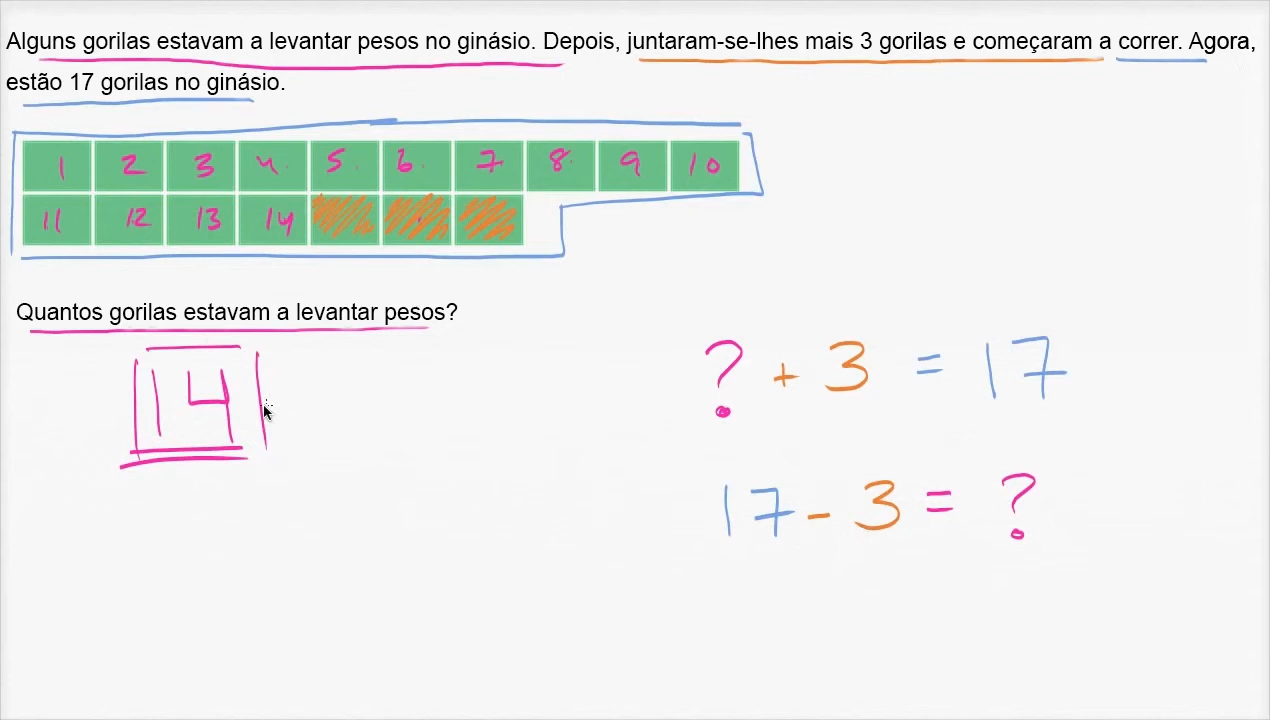 Alguns gorilas estavam a levantar pesos no ginásio. Depois, juntaram-se-lhes mais 3 gorilas e começaram a correr. Agora,
estão 17 gorilas no ginásio.
1 2 3 4 5 6 7 8 9 10
11 12 13 14
Quantos gorilas estavam a levantar pesos?
14
? + 3 = 17
17 - 3 = ?